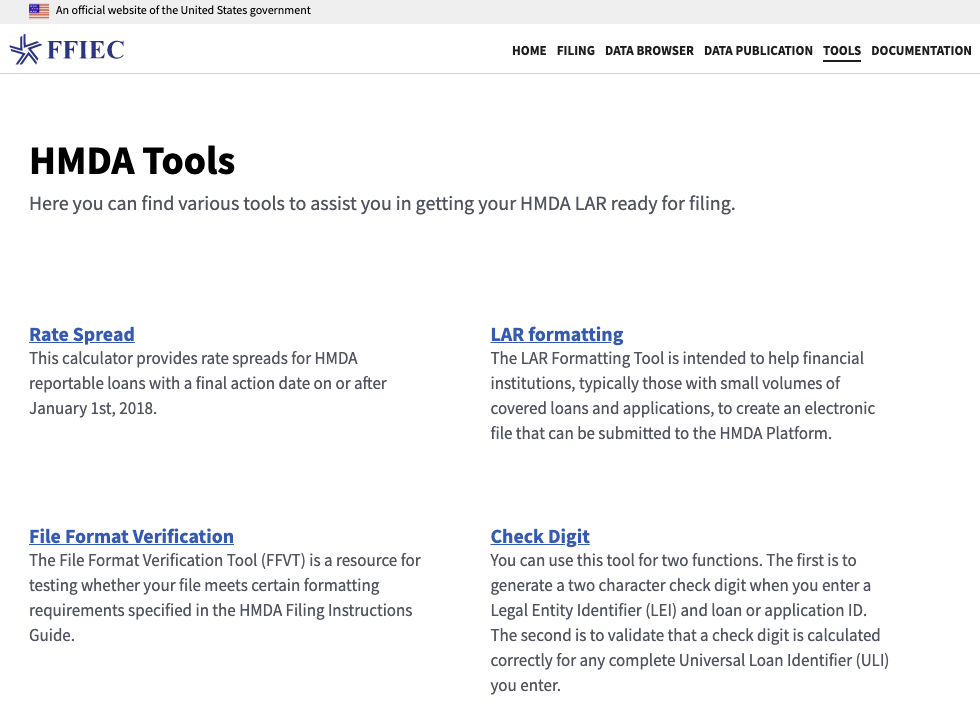 An official website of the United States government
FFIEC
HOME FILING DATA BROWSER DATA PUBLICATION TOOLS DOCUMENTATION
HMDA Tools
Here you can find various tools to assist you in getting your HMDA LAR ready for filing.
Rate Spread
This calculator provides rate spreads for HMDA
reportable loans with a final action date on or after
January 1st, 2018.
LAR formatting
The LAR Formatting Tool is intended to help financial
institutions, typically those with small volumes of
covered loans and applications, to create an electronic
file that can be submitted to the HMDA Platform.
File Format Verification
The File Format Verification Tool (FFVT) is a resource for
testing whether your file meets certain formatting
requirements specified in the HMDA Filing Instructions
Guide.
Check Digit
You can use this tool for two functions. The first is to
generate a two character check digit when you enter a
Legal Entity Identifier (LEI) and loan or application ID.
The second is to validate that a check digit is calculated
correctly for any complete Universal Loan Identifier (ULI)
you enter.